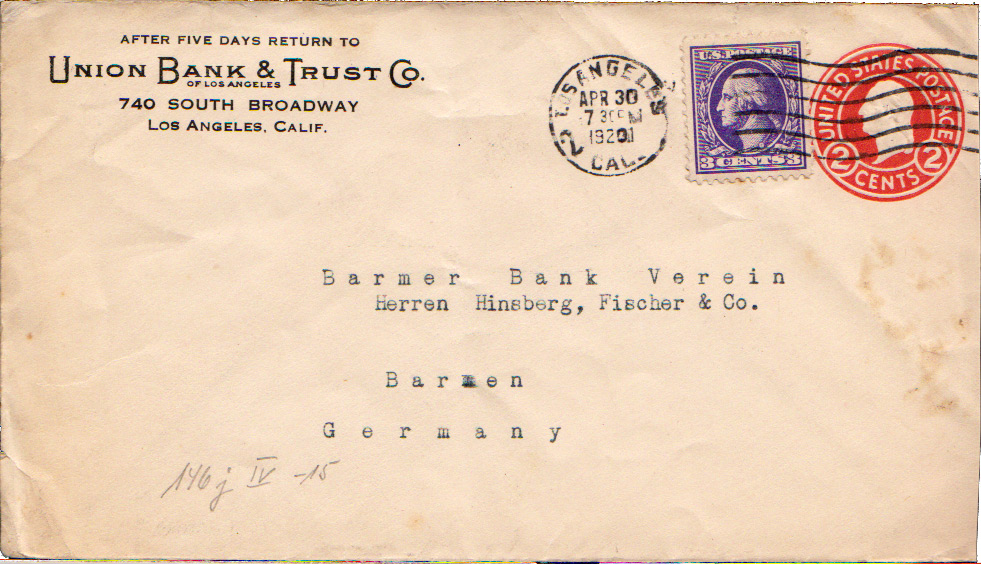 AFTER FIVE DAYS RETURN TO
UNION BANK & TRUST CO.
OF LOS ANGELES
740 SOUTH BROADWAY
LOS ANGELES, CALIF.
LOS ANGELES
APR 30
CAL.
2
U.S. POSTAGE
3 CENTS 3
UNITED STATES POSTAGE
2 CENTS 2
Barmer Bank Verein
Herren Hinsberg, Fischer & Co.
Barmen
Germany
146 j IV -15